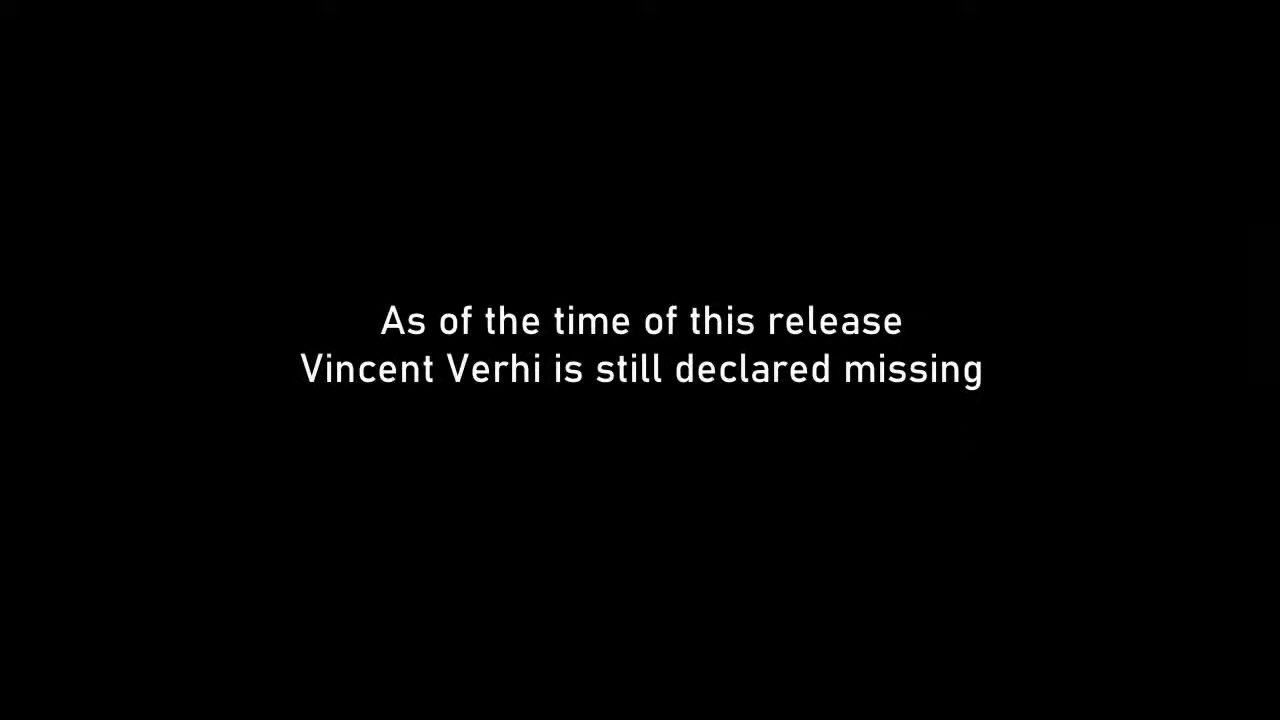 As of the time of this release
Vincent Verhi is still declared missing